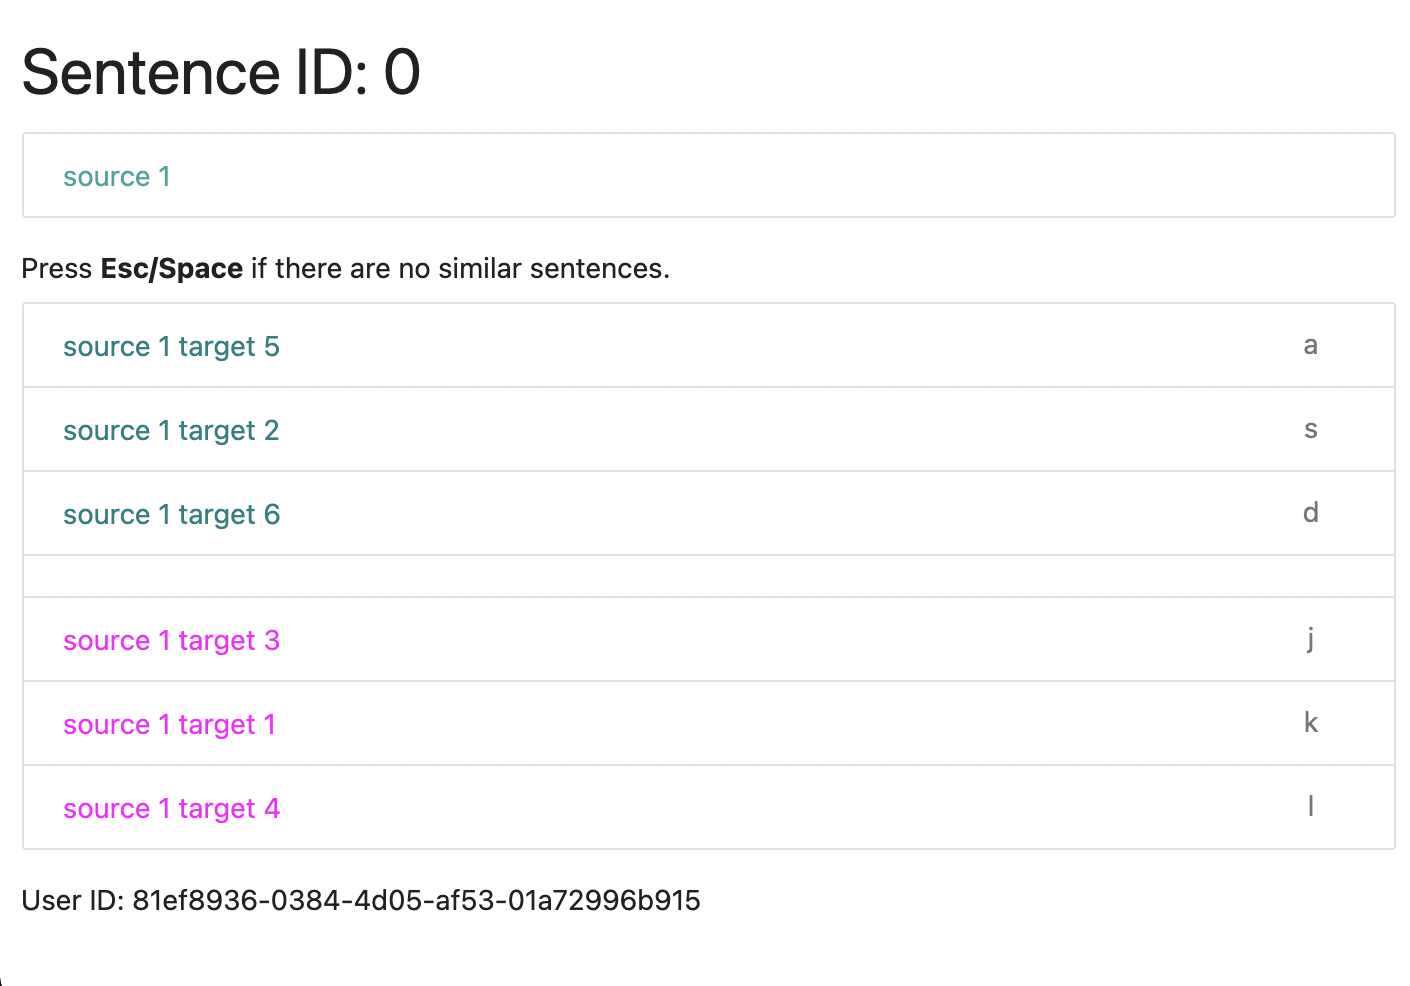 Sentence ID: 0
source 1
Press Esc/Space if there are no similar sentences.
source 1 target 5 a
source 1 target 2 s
source 1 target 6 d
source 1 target 3 j
source 1 target 1 k
source 1 target 4 l
User ID: 81ef8936-0384-4d05-af53-01a72996b915